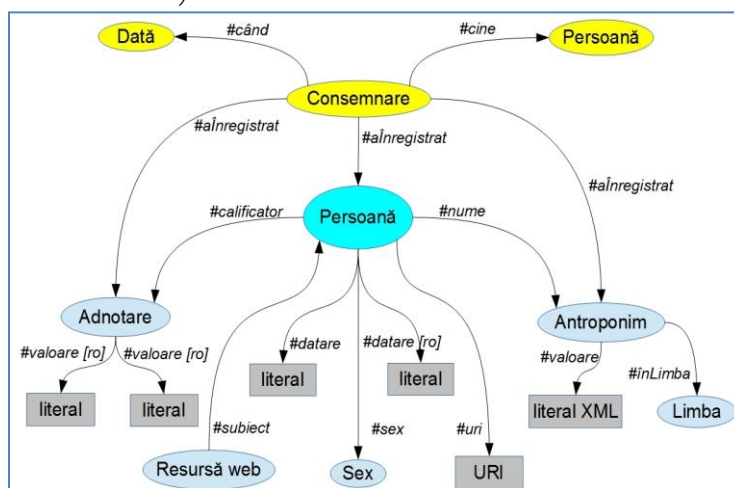 )
Dată
#când
#cine
Persoană
Consemnare
#aÎnregistrat
#aÎnregistrat
#aÎnregistrat
#calificator
Persoană
#nume
Adnotare
Antroponim
#valoare [ro]
#valoare [ro]
#datare
#datare [ro]
#valoare
#înLimba
literal
literal
literal
literal
literal XML
Limba
#subiect
#sex
#uri
Resursă web
Sex
URI